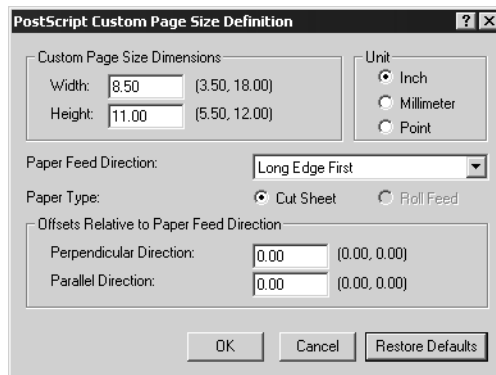 PostScript Custom Page Size Definition
Custom Page Size Dimensions
Width: 8.50 (3.50, 18.00)
Height: 11.00 (5.50, 12.00)
Unit
Inch
Millimeter
Point
Paper Feed Direction: Long Edge First
Paper Type: Cut Sheet Roll Feed
Offsets Relative to Paper Feed Direction
Perpendicular Direction: 0.00 (0.00, 0.00)
Parallel Direction: 0.00 (0.00, 0.00)
OK Cancel Restore Defaults